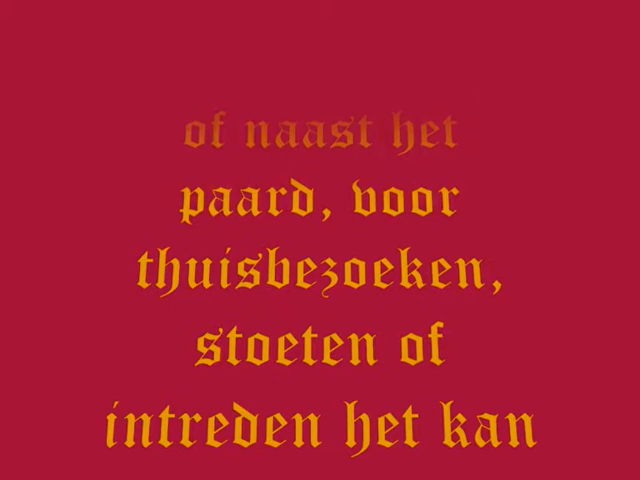 of naast het
paard, voor
thuisbezoeken,
stoeten of
intreden het kan